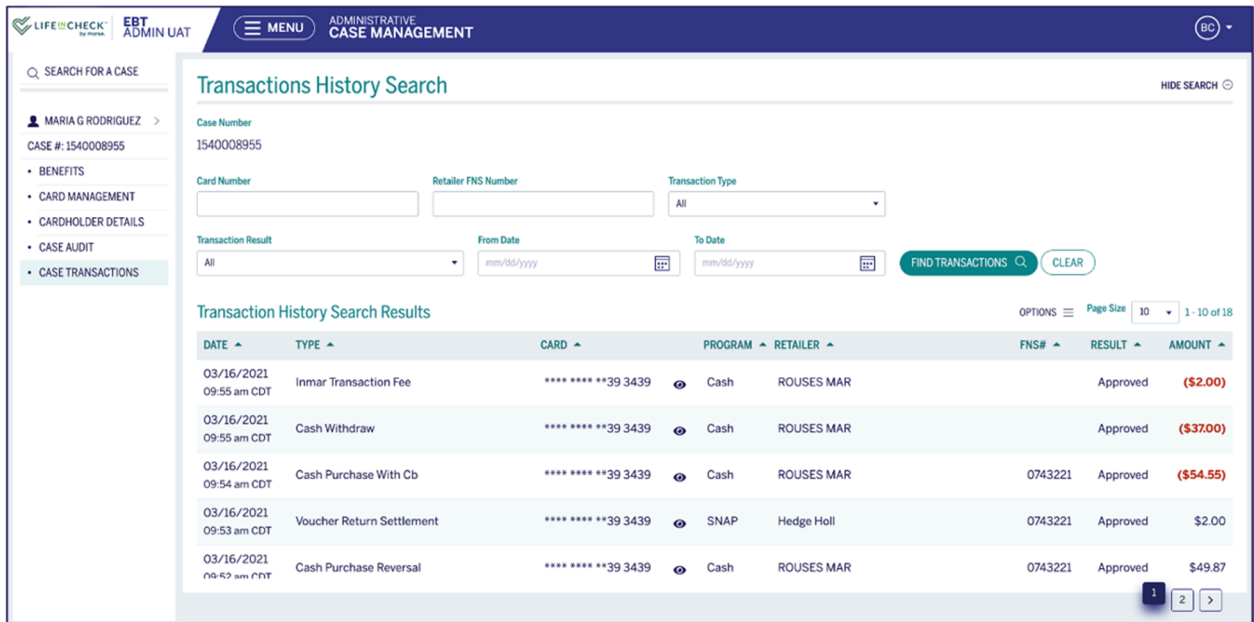 LIFE IN CHECK™ EBT
by morse. ADMIN UAT
MENU
ADMINISTRATIVE
CASE MANAGEMENT
BC
SEARCH FOR A CASE
MARIA G RODRIGUEZ
CASE #: 1540008955
• BENEFITS
• CARD MANAGEMENT
• CARDHOLDER DETAILS
• CASE AUDIT
• CASE TRANSACTIONS
Transactions History Search
HIDE SEARCH
Case Number
1540008955
Card Number Retailer FNS Number Transaction Type
All
Transaction Result From Date To Date
All mm/dd/yyyy mm/dd/yyyy FIND TRANSACTIONS CLEAR
Transaction History Search Results OPTIONS Page Size 10 1 - 10 of 18
DATE TYPE CARD PROGRAM RETAILER FNS# RESULT AMOUNT
03/16/2021
09:55 am CDT Inmar Transaction Fee **** **** **39 3439 Cash ROUSES MAR Approved ($2.00)
03/16/2021
09:55 am CDT Cash Withdraw **** **** **39 3439 Cash ROUSES MAR Approved ($37.00)
03/16/2021
09:54 am CDT Cash Purchase With Cb **** **** **39 3439 Cash ROUSES MAR 0743221 Approved ($54.55)
03/16/2021
09:53 am CDT Voucher Return Settlement **** **** **39 3439 SNAP Hedge Holl 0743221 Approved $2.00
03/16/2021
09:52 am CDT Cash Purchase Reversal **** **** **39 3439 Cash ROUSES MAR 0743221 Approved $49.87
1 2 >